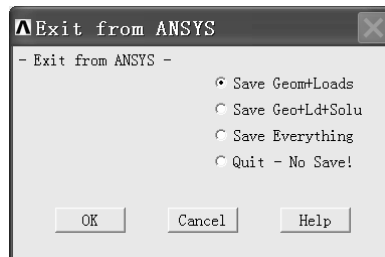 Exit from ANSYS
- Exit from ANSYS -
Save Geom+Loads
Save Geo+Ld+Solu
Save Everything
Quit - No Save!
OK Cancel Help